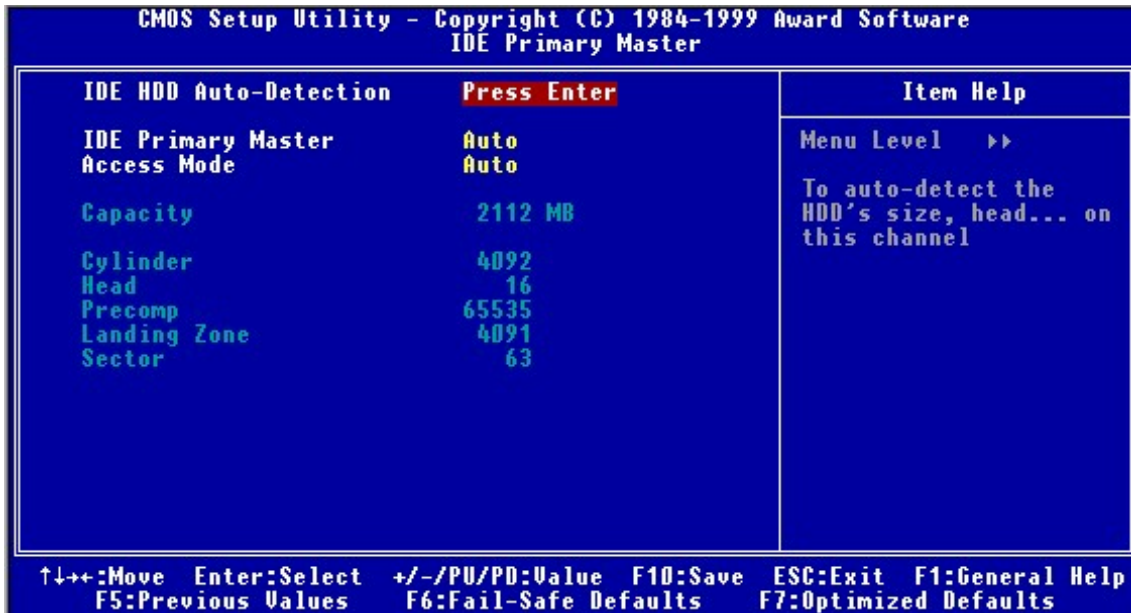 CMOS Setup Utility - Copyright (C) 1984-1999 Award Software
IDE Primary Master
IDE HDD Auto-Detection Press Enter
IDE Primary Master Auto
Access Mode Auto
Capacity 2112 MB
Cylinder 4092
Head 16
Precomp 65535
Landing Zone 4091
Sector 63
Item Help
Menu Level ►►
To auto-detect the
HDD's size, head... on
this channel
↑↓→←:Move Enter:Select +/-/PU/PD:Value F10:Save ESC:Exit F1:General Help
F5:Previous Values F6:Fail-Safe Defaults F7:Optimized Defaults